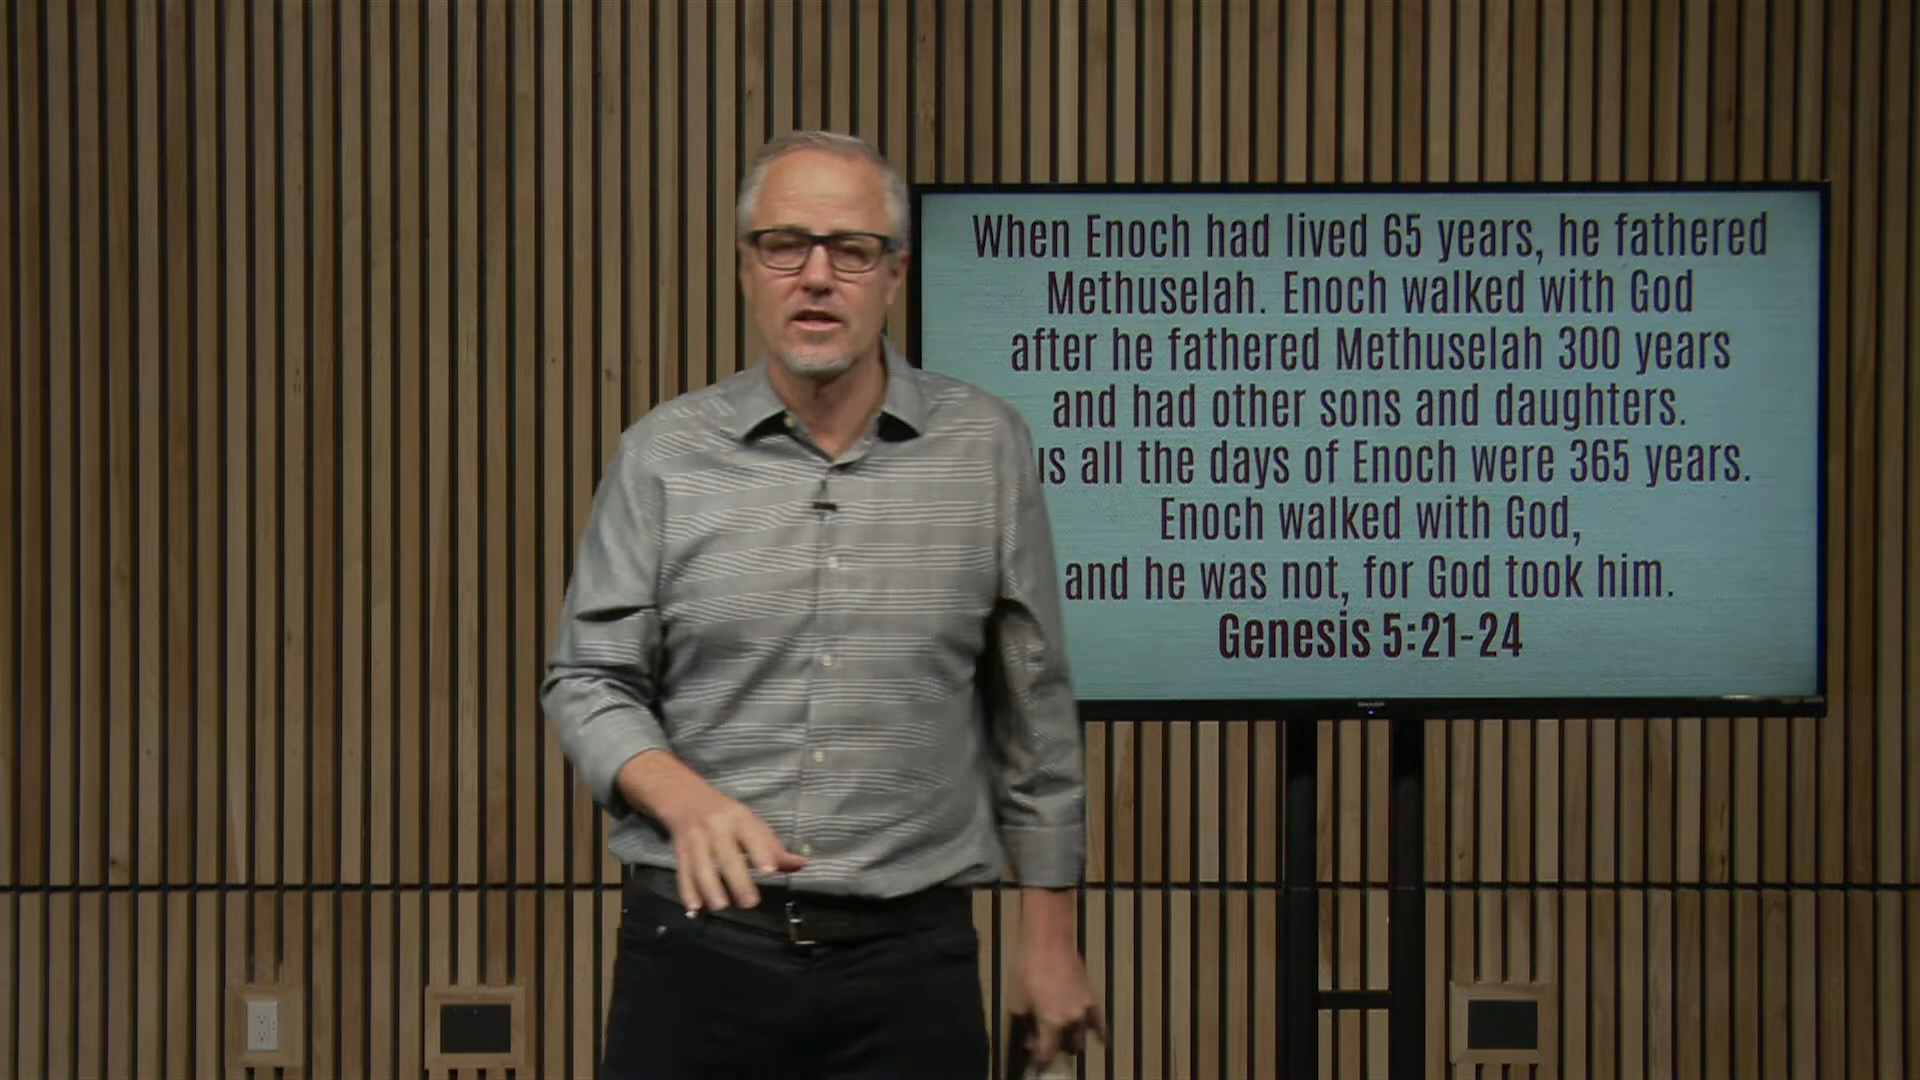 When Enoch had lived 65 years, he fathered
Methuselah. Enoch walked with God
after he fathered Methuselah 300 years
and had other sons and daughters.
us all the days of Enoch were 365 years.
Enoch walked with God,
and he was not, for God took him.
Genesis 5:21-24
SHARP